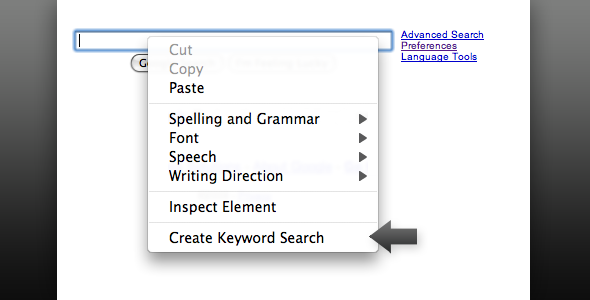 Advanced Search
Preferences
Language Tools
Cut
Copy
Paste
Spelling and Grammar
Font
Speech
Writing Direction
Inspect Element
Create Keyword Search